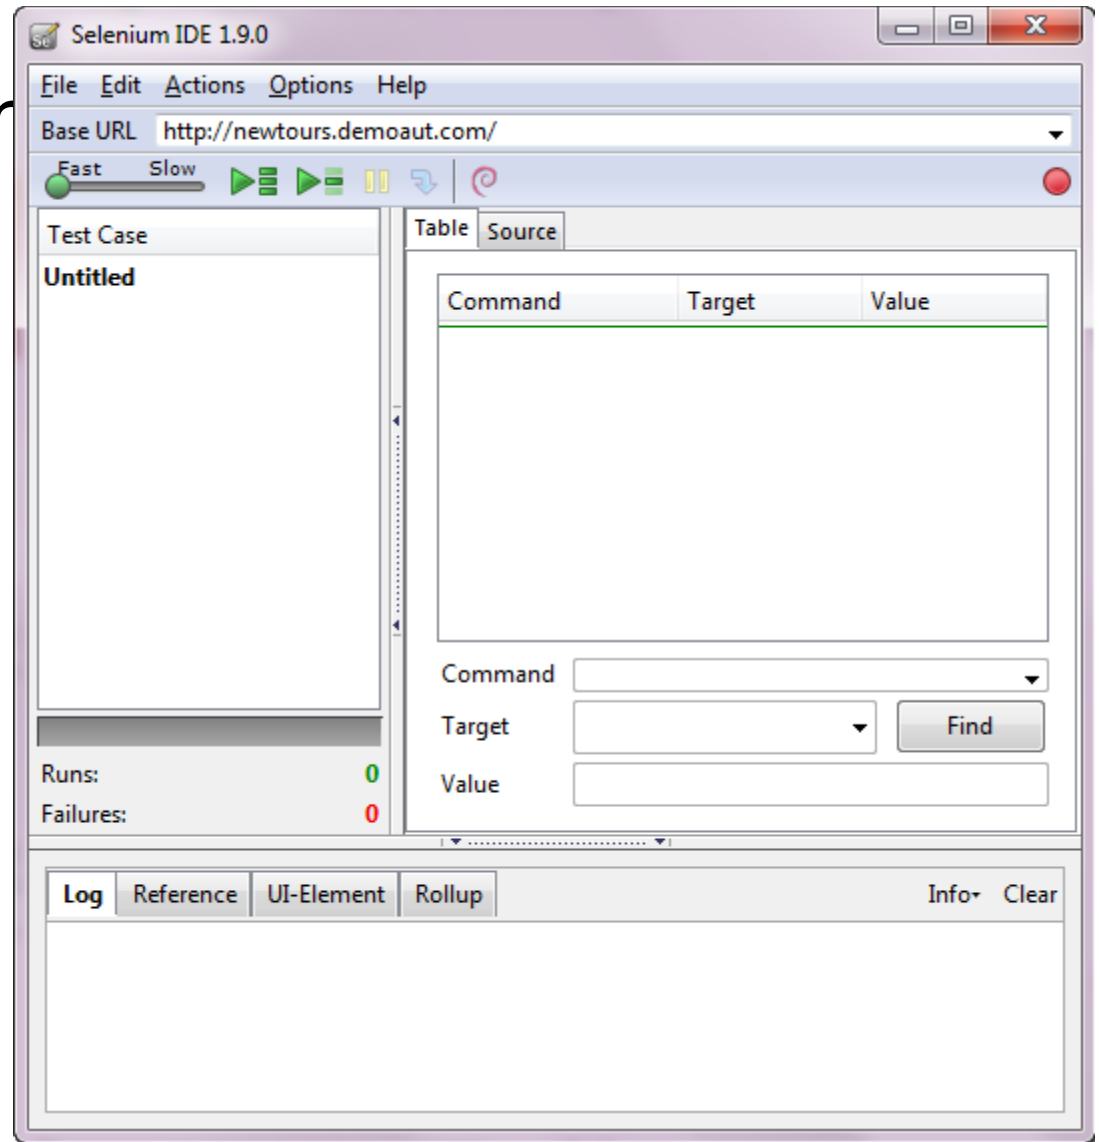 Selenium IDE 1.9.0
File Edit Actions Options Help
Base URL http://newtours.demoaut.com/
Fast Slow
Test Case
Untitled
Table Source
Command Target Value
Command
Target Find
Value
Runs: 0
Failures: 0
Log Reference UI-Element Rollup Info Clear